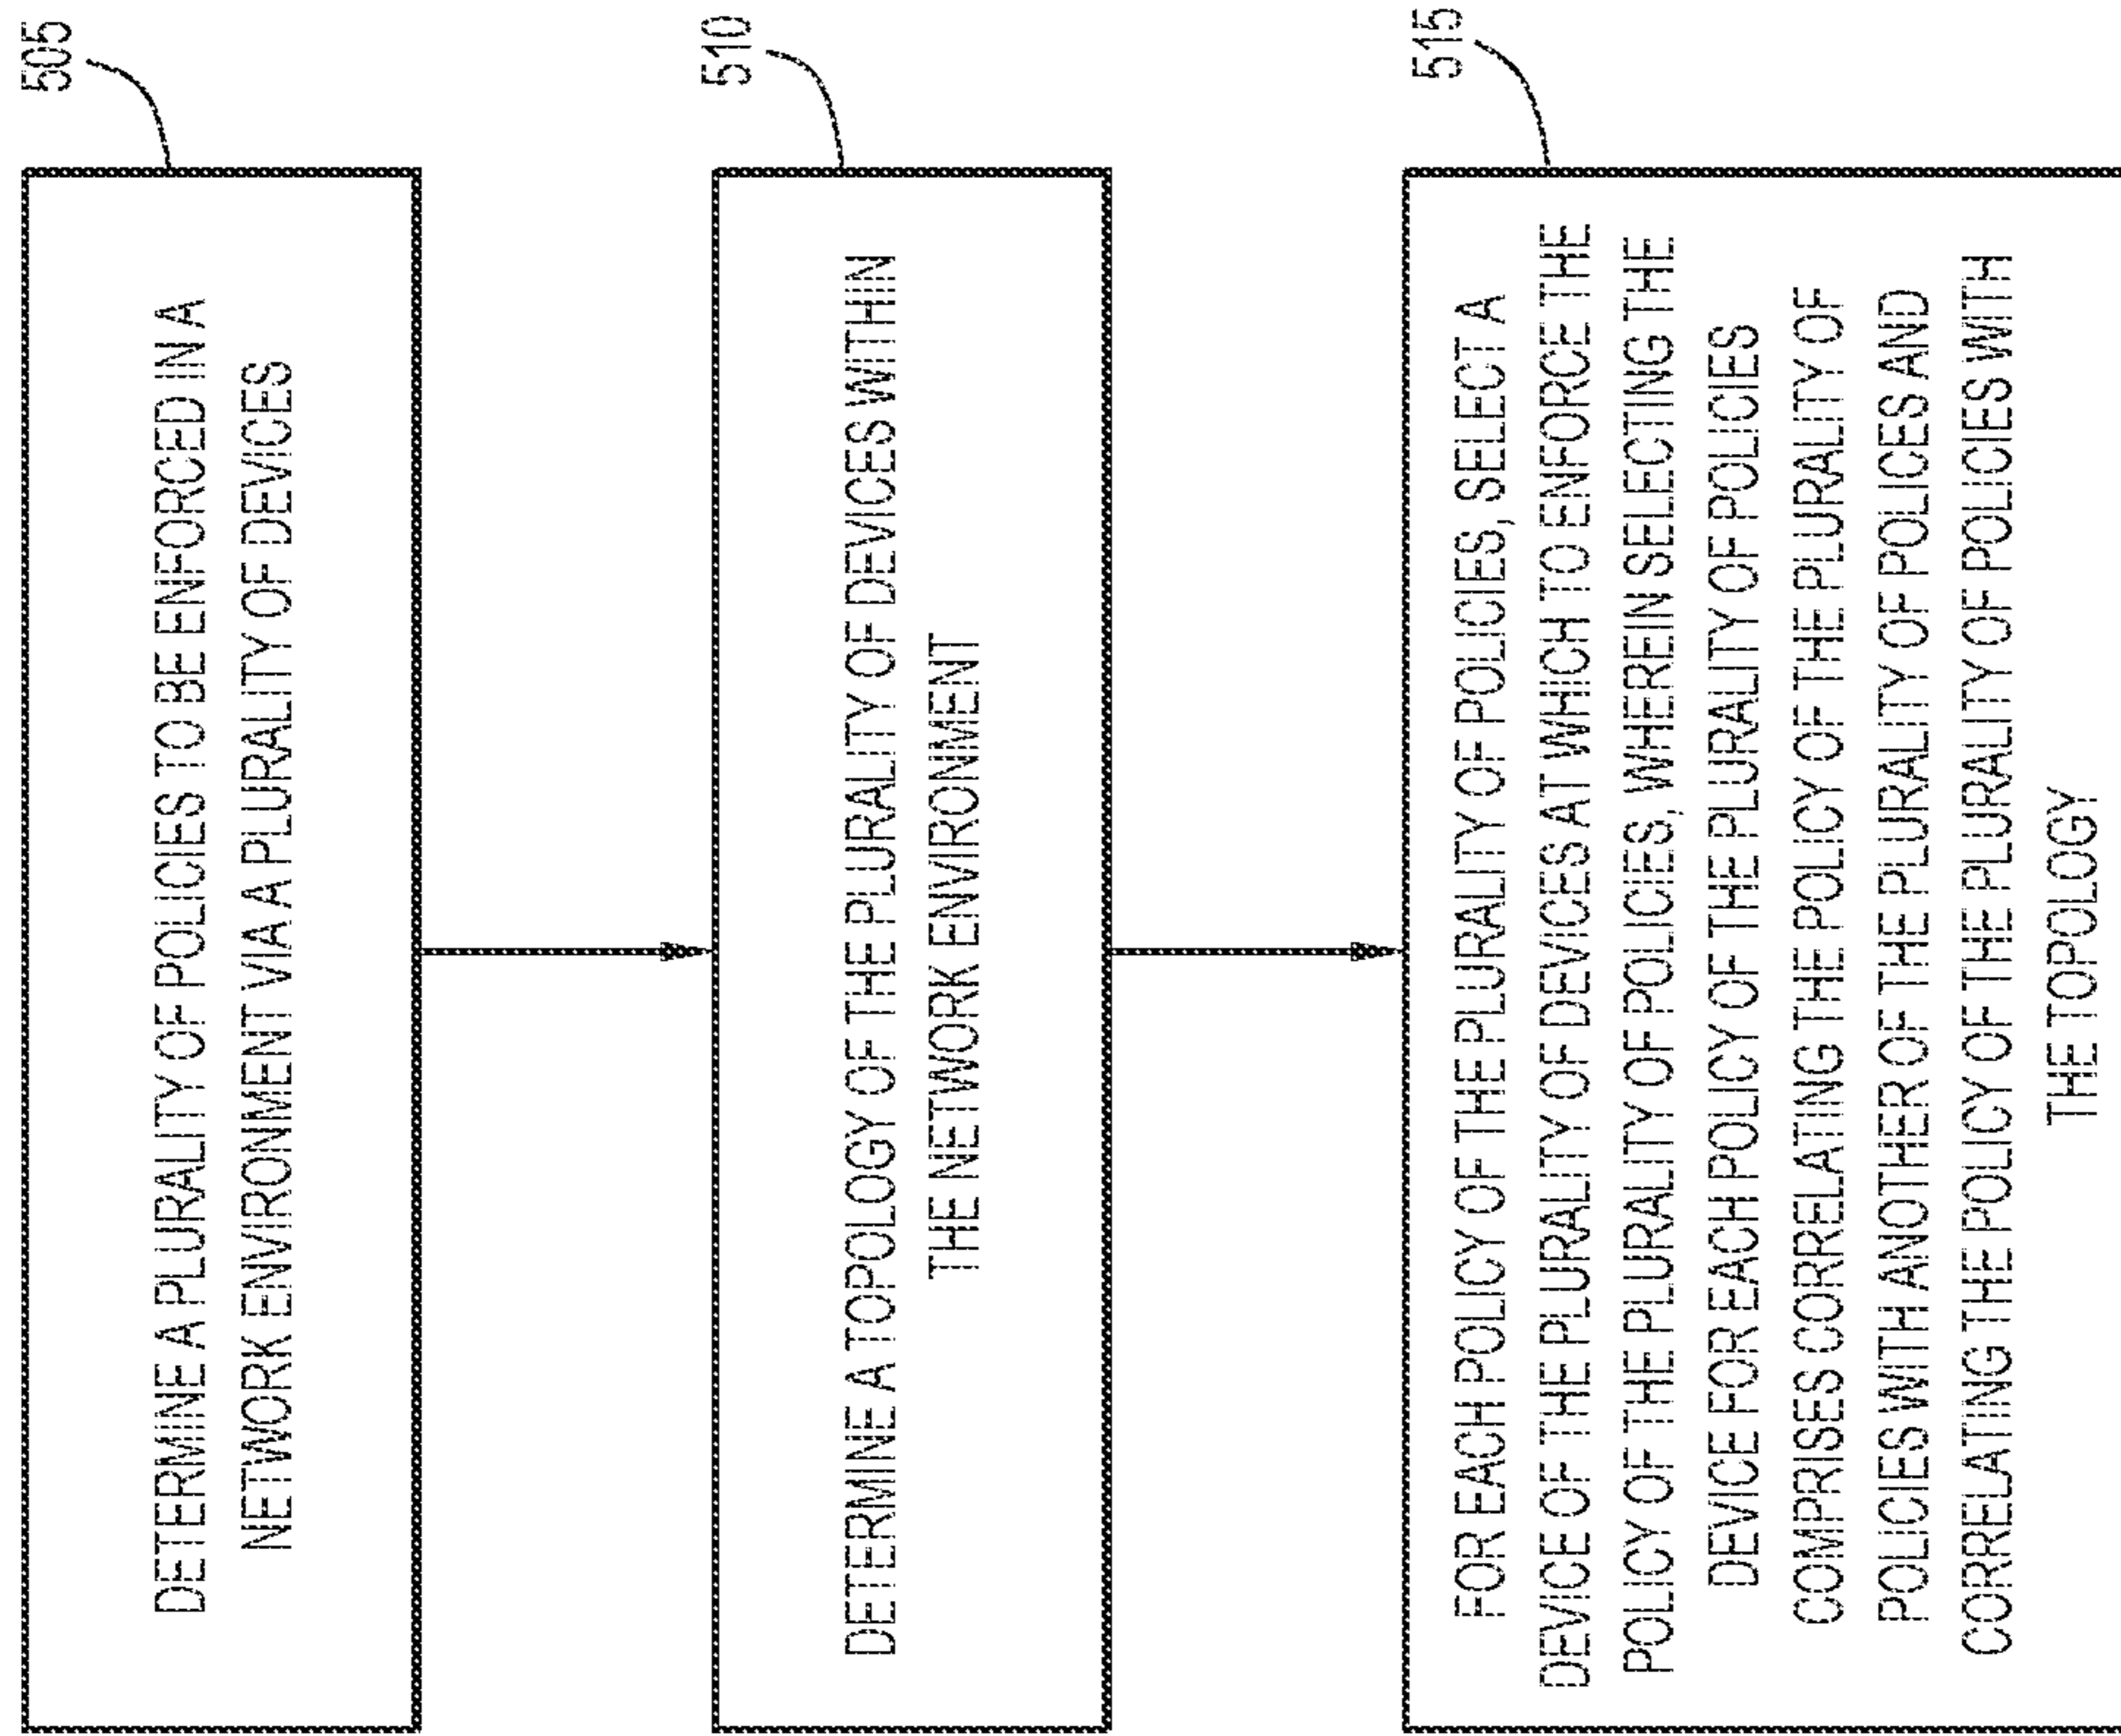 505
DETERMINE A PLURALITY OF POLICIES TO BE ENFORCED IN A
NETWORK ENVIRONMENT VIA A PLURALITY OF DEVICES
510
DETERMINE A TOPOLOGY OF THE PLURALITY OF DEVICES WITHIN
THE NETWORK ENVIRONMENT
515
FOR EACH POLICY OF THE PLURALITY OF POLICIES, SELECT A
DEVICE OF THE PLURALITY OF DEVICES AT WHICH TO ENFORCE THE
POLICY OF THE PLURALITY OF POLICIES, WHEREIN SELECTING THE
DEVICE FOR EACH POLICY OF THE PLURALITY OF POLICIES
COMPRISES CORRELATING THE POLICY OF THE PLURALITY OF
POLICIES WITH ANOTHER OF THE PLURALITY OF POLICES AND
CORRELATING THE POLICY OF THE PLURALITY OF POLICIES WITH
THE TOPOLOGY